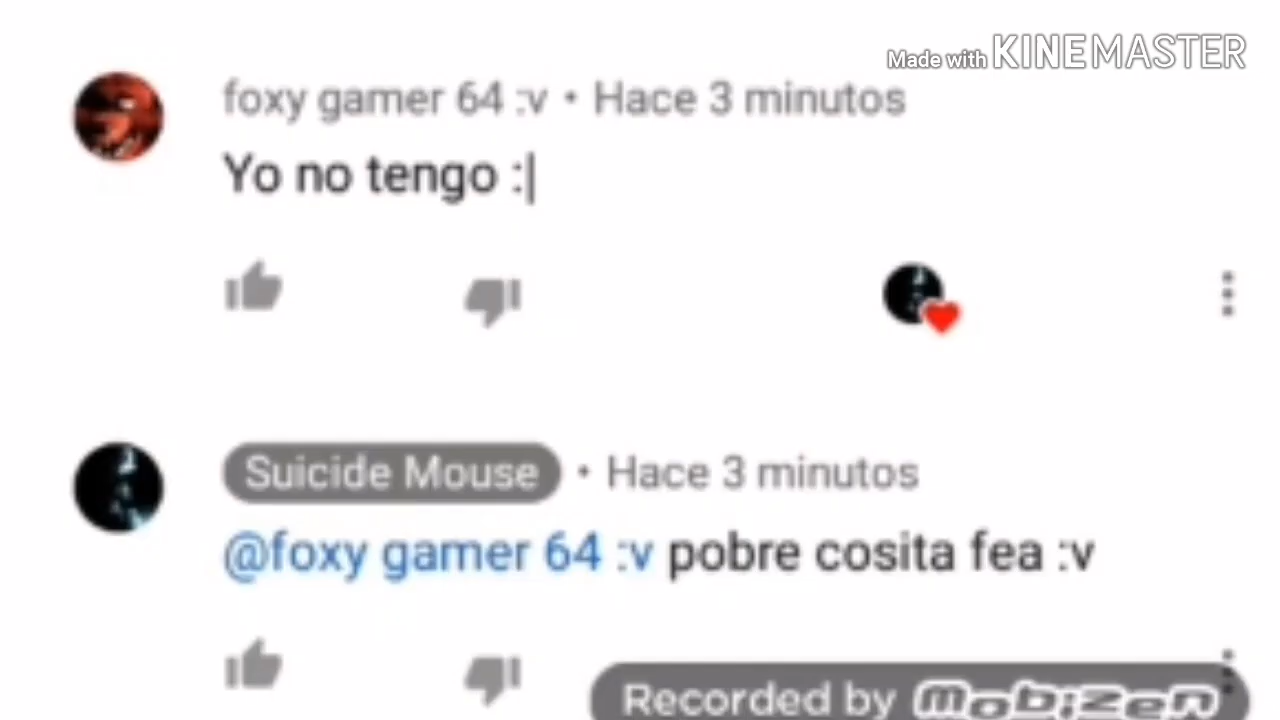 Made with KINEMASTER
foxy gamer 64 :v • Hace 3 minutos
Yo no tengo :|
Suicide Mouse • Hace 3 minutos
@foxy gamer 64 :v pobre cosita fea :v
Recorded by mobizen